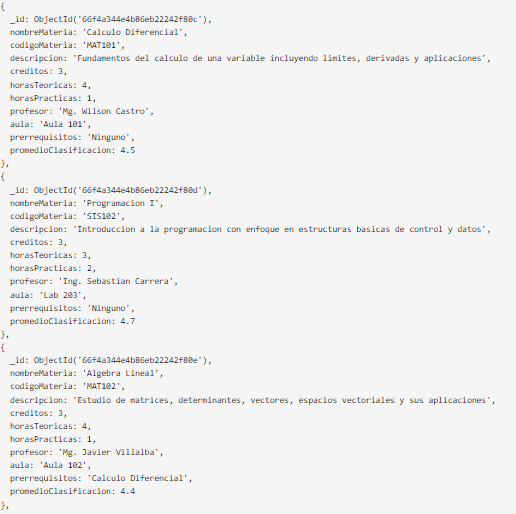 {
_id: ObjectId('66f4a344e4b86eb22242f80c'),
nombreMateria: 'Calculo Diferencial',
codigoMateria: 'MAT101',
descripcion: 'Fundamentos del calculo de una variable incluyendo limites, derivadas y aplicaciones',
creditos: 3,
horasTeoricas: 4,
horasPracticas: 1,
profesor: 'Mg. Wilson Castro',
aula: 'Aula 101',
prerrequisitos: 'Ninguno',
promedioClasificacion: 4.5
},
{
_id: ObjectId('66f4a344e4b86eb22242f80d'),
nombreMateria: 'Programacion I',
codigoMateria: 'SIS102',
descripcion: 'Introduccion a la programacion con enfoque en estructuras basicas de control y datos',
creditos: 3,
horasTeoricas: 3,
horasPracticas: 2,
profesor: 'Ing. Sebastian Carrera',
aula: 'Lab 203',
prerrequisitos: 'Ninguno',
promedioClasificacion: 4.7
},
{
_id: ObjectId('66f4a344e4b86eb22242f80e'),
nombreMateria: 'Algebra Lineal',
codigoMateria: 'MAT102',
descripcion: 'Estudio de matrices, determinantes, vectores, espacios vectoriales y sus aplicaciones',
creditos: 3,
horasTeoricas: 4,
horasPracticas: 1,
profesor: 'Mg. Javier Villalba',
aula: 'Aula 102',
prerrequisitos: 'Calculo Diferencial',
promedioClasificacion: 4.4
},